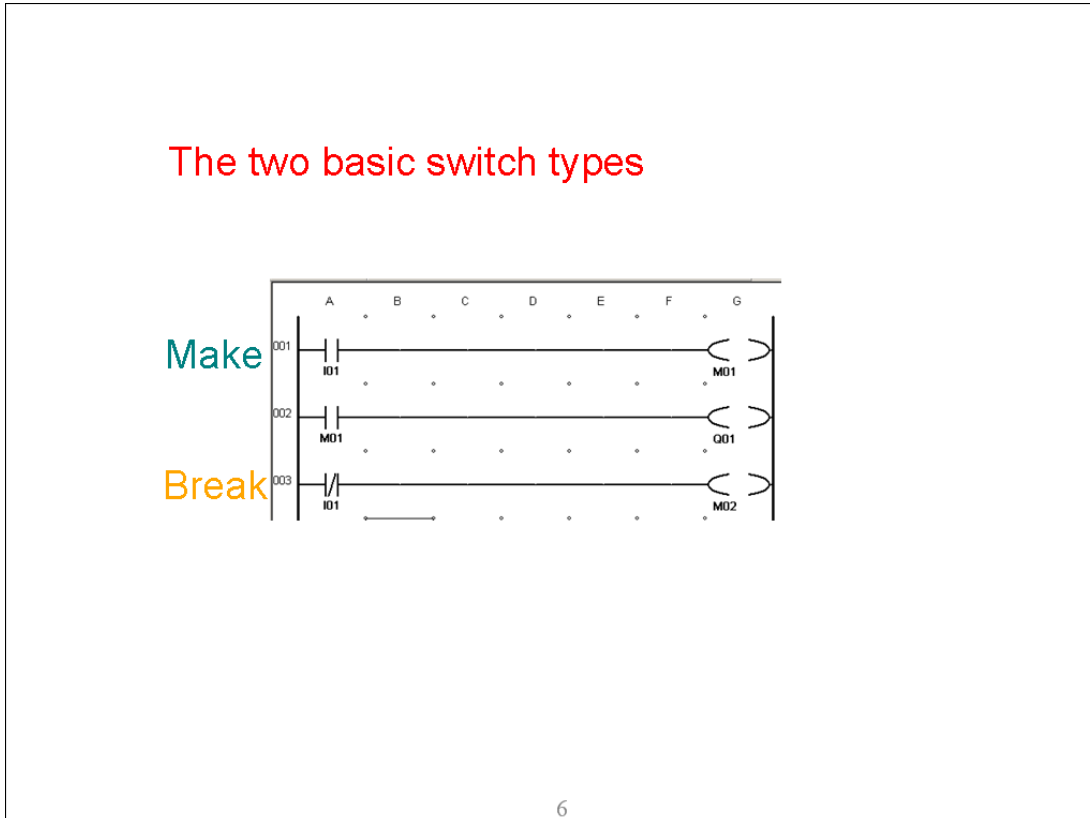 The two basic switch types
A B C D E F G
Make 001
I01 M01
002
M01 Q01
Break 003
I01 M02
6